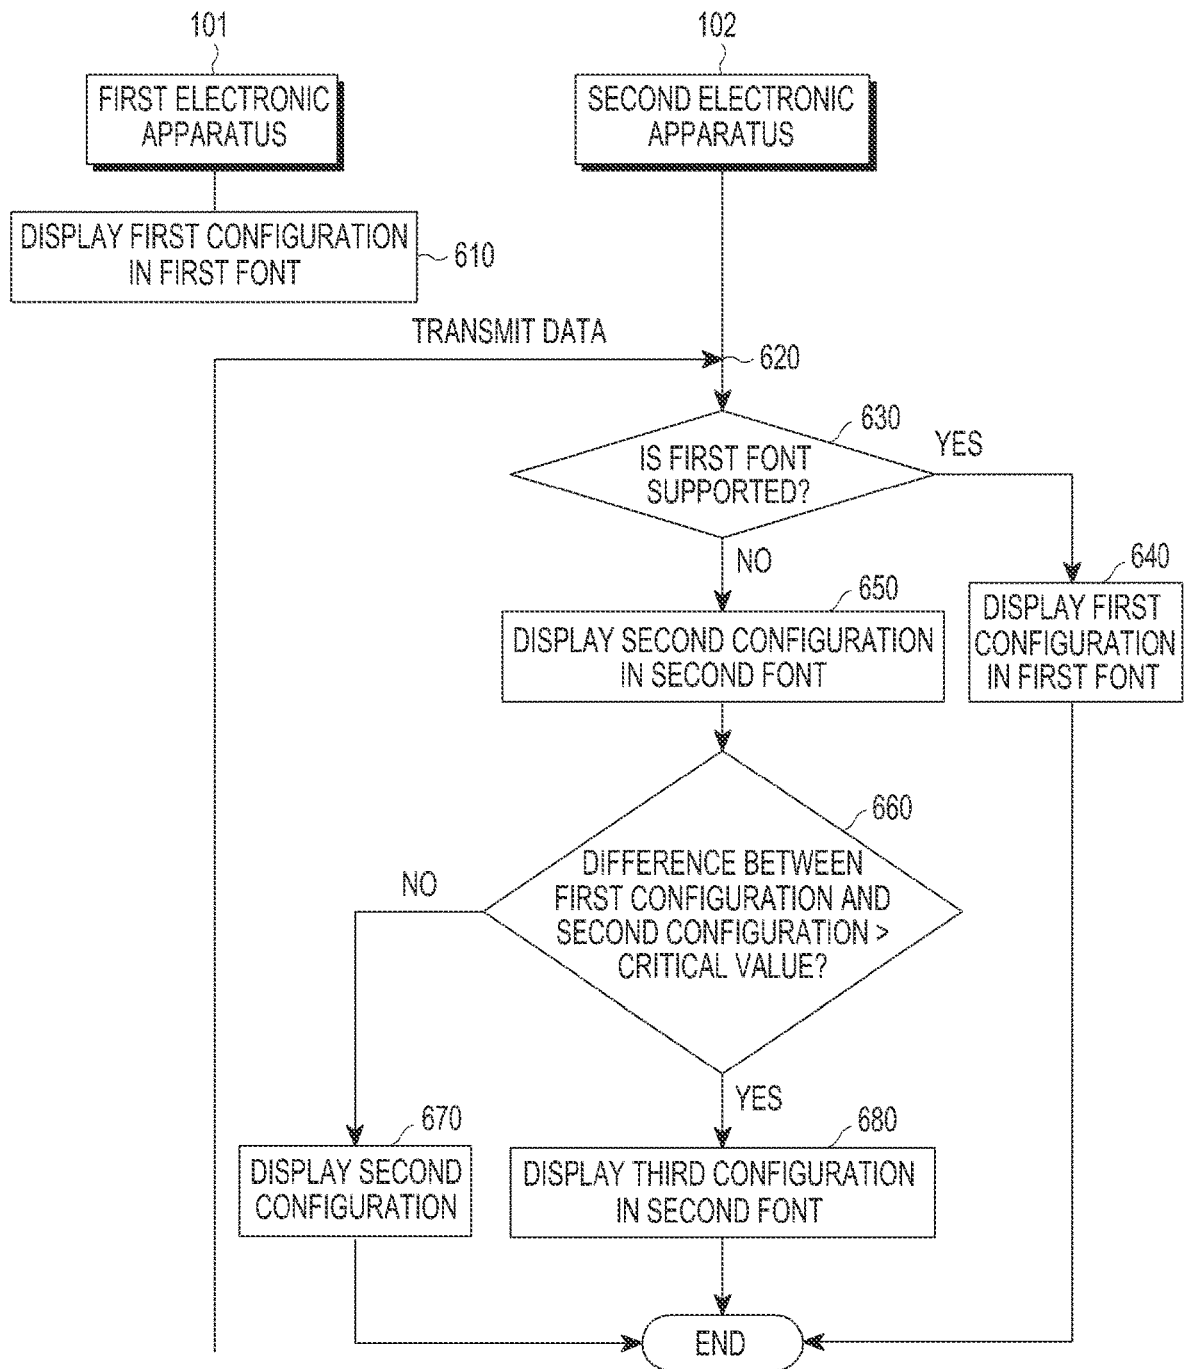 101
102
FIRST ELECTRONIC
APPARATUS
SECOND ELECTRONIC
APPARATUS
DISPLAY FIRST CONFIGURATION
IN FIRST FONT
610
TRANSMIT DATA
620
630
IS FIRST FONT
SUPPORTED?
YES
NO
640
650
DISPLAY FIRST
CONFIGURATION
IN FIRST FONT
DISPLAY SECOND CONFIGURATION
IN SECOND FONT
660
DIFFERENCE BETWEEN
FIRST CONFIGURATION AND
SECOND CONFIGURATION >
CRITICAL VALUE?
NO
YES
670
680
DISPLAY SECOND
CONFIGURATION
DISPLAY THIRD CONFIGURATION
IN SECOND FONT
END